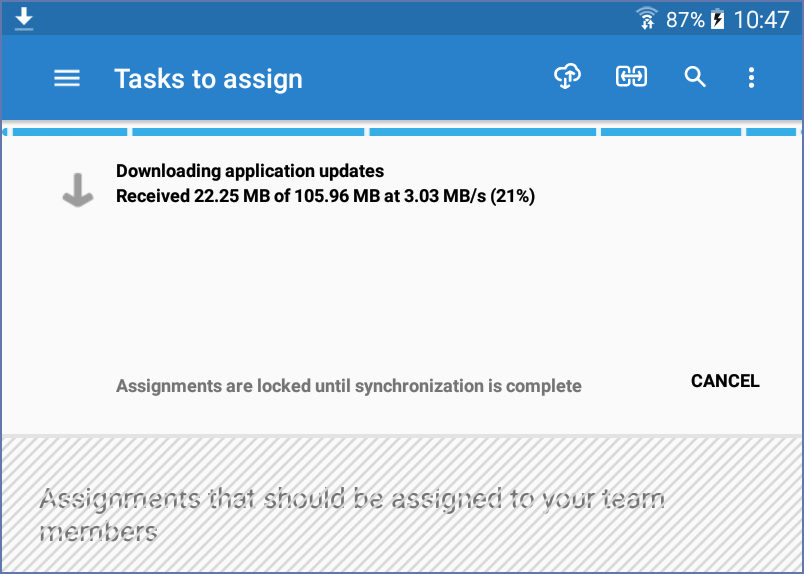 87% 10:47
Tasks to assign
Downloading application updates
Received 22.25 MB of 105.96 MB at 3.03 MB/s (21%)
Assignments are locked until synchronization is complete
CANCEL
Assignments that should be assigned to your team
members